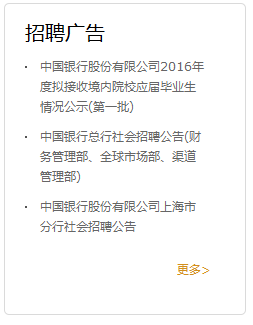 招聘广告
· 中国银行股份有限公司2016年
度拟接收境内院校应届毕业生
情况公示(第一批)
· 中国银行总行社会招聘公告(财
务管理部、全球市场部、渠道
管理部)
· 中国银行股份有限公司上海市
分行社会招聘公告
更多>